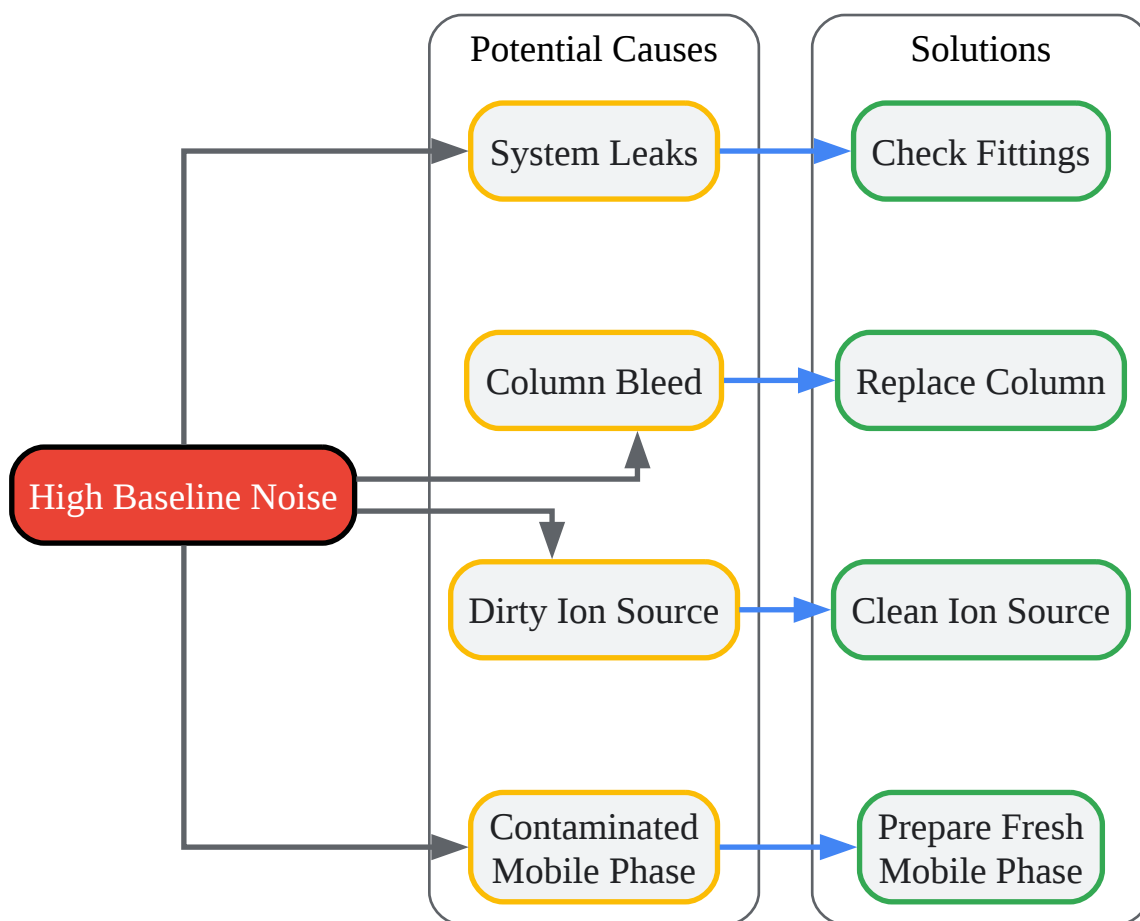 Potential Causes
Solutions
System Leaks
Check Fittings
Column Bleed
Replace Column
High Baseline Noise
Dirty Ion Source
Clean Ion Source
Contaminated
Mobile Phase
Prepare Fresh
Mobile Phase